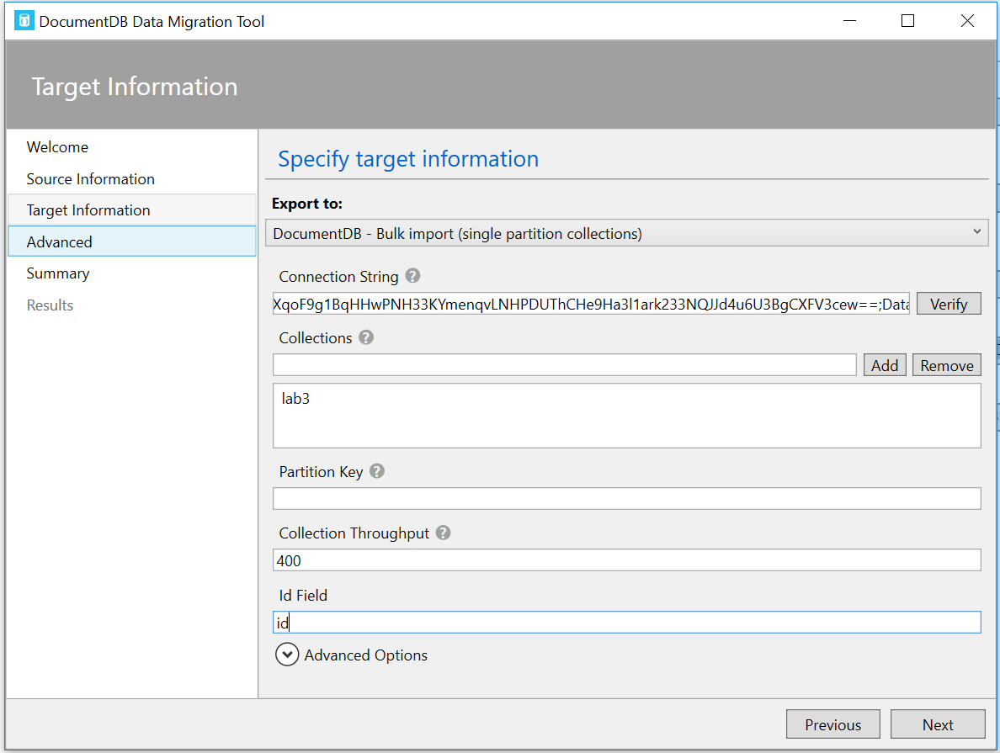 DocumentDB Data Migration Tool
Target Information
Welcome
Source Information
Target Information
Advanced
Summary
Results
Specify target information
Export to:
DocumentDB - Bulk import (single partition collections)
Connection String ?
XqoF9g1BqHHwPNH33KYmenqvLNHPDUThCHe9Ha3l1ark233NQJJd4u6U3BgCXFV3cew==;Data
Verify
Collections ?
Add Remove
lab3
Partition Key ?
Collection Throughput ?
400
Id Field
id
Advanced Options
Previous Next